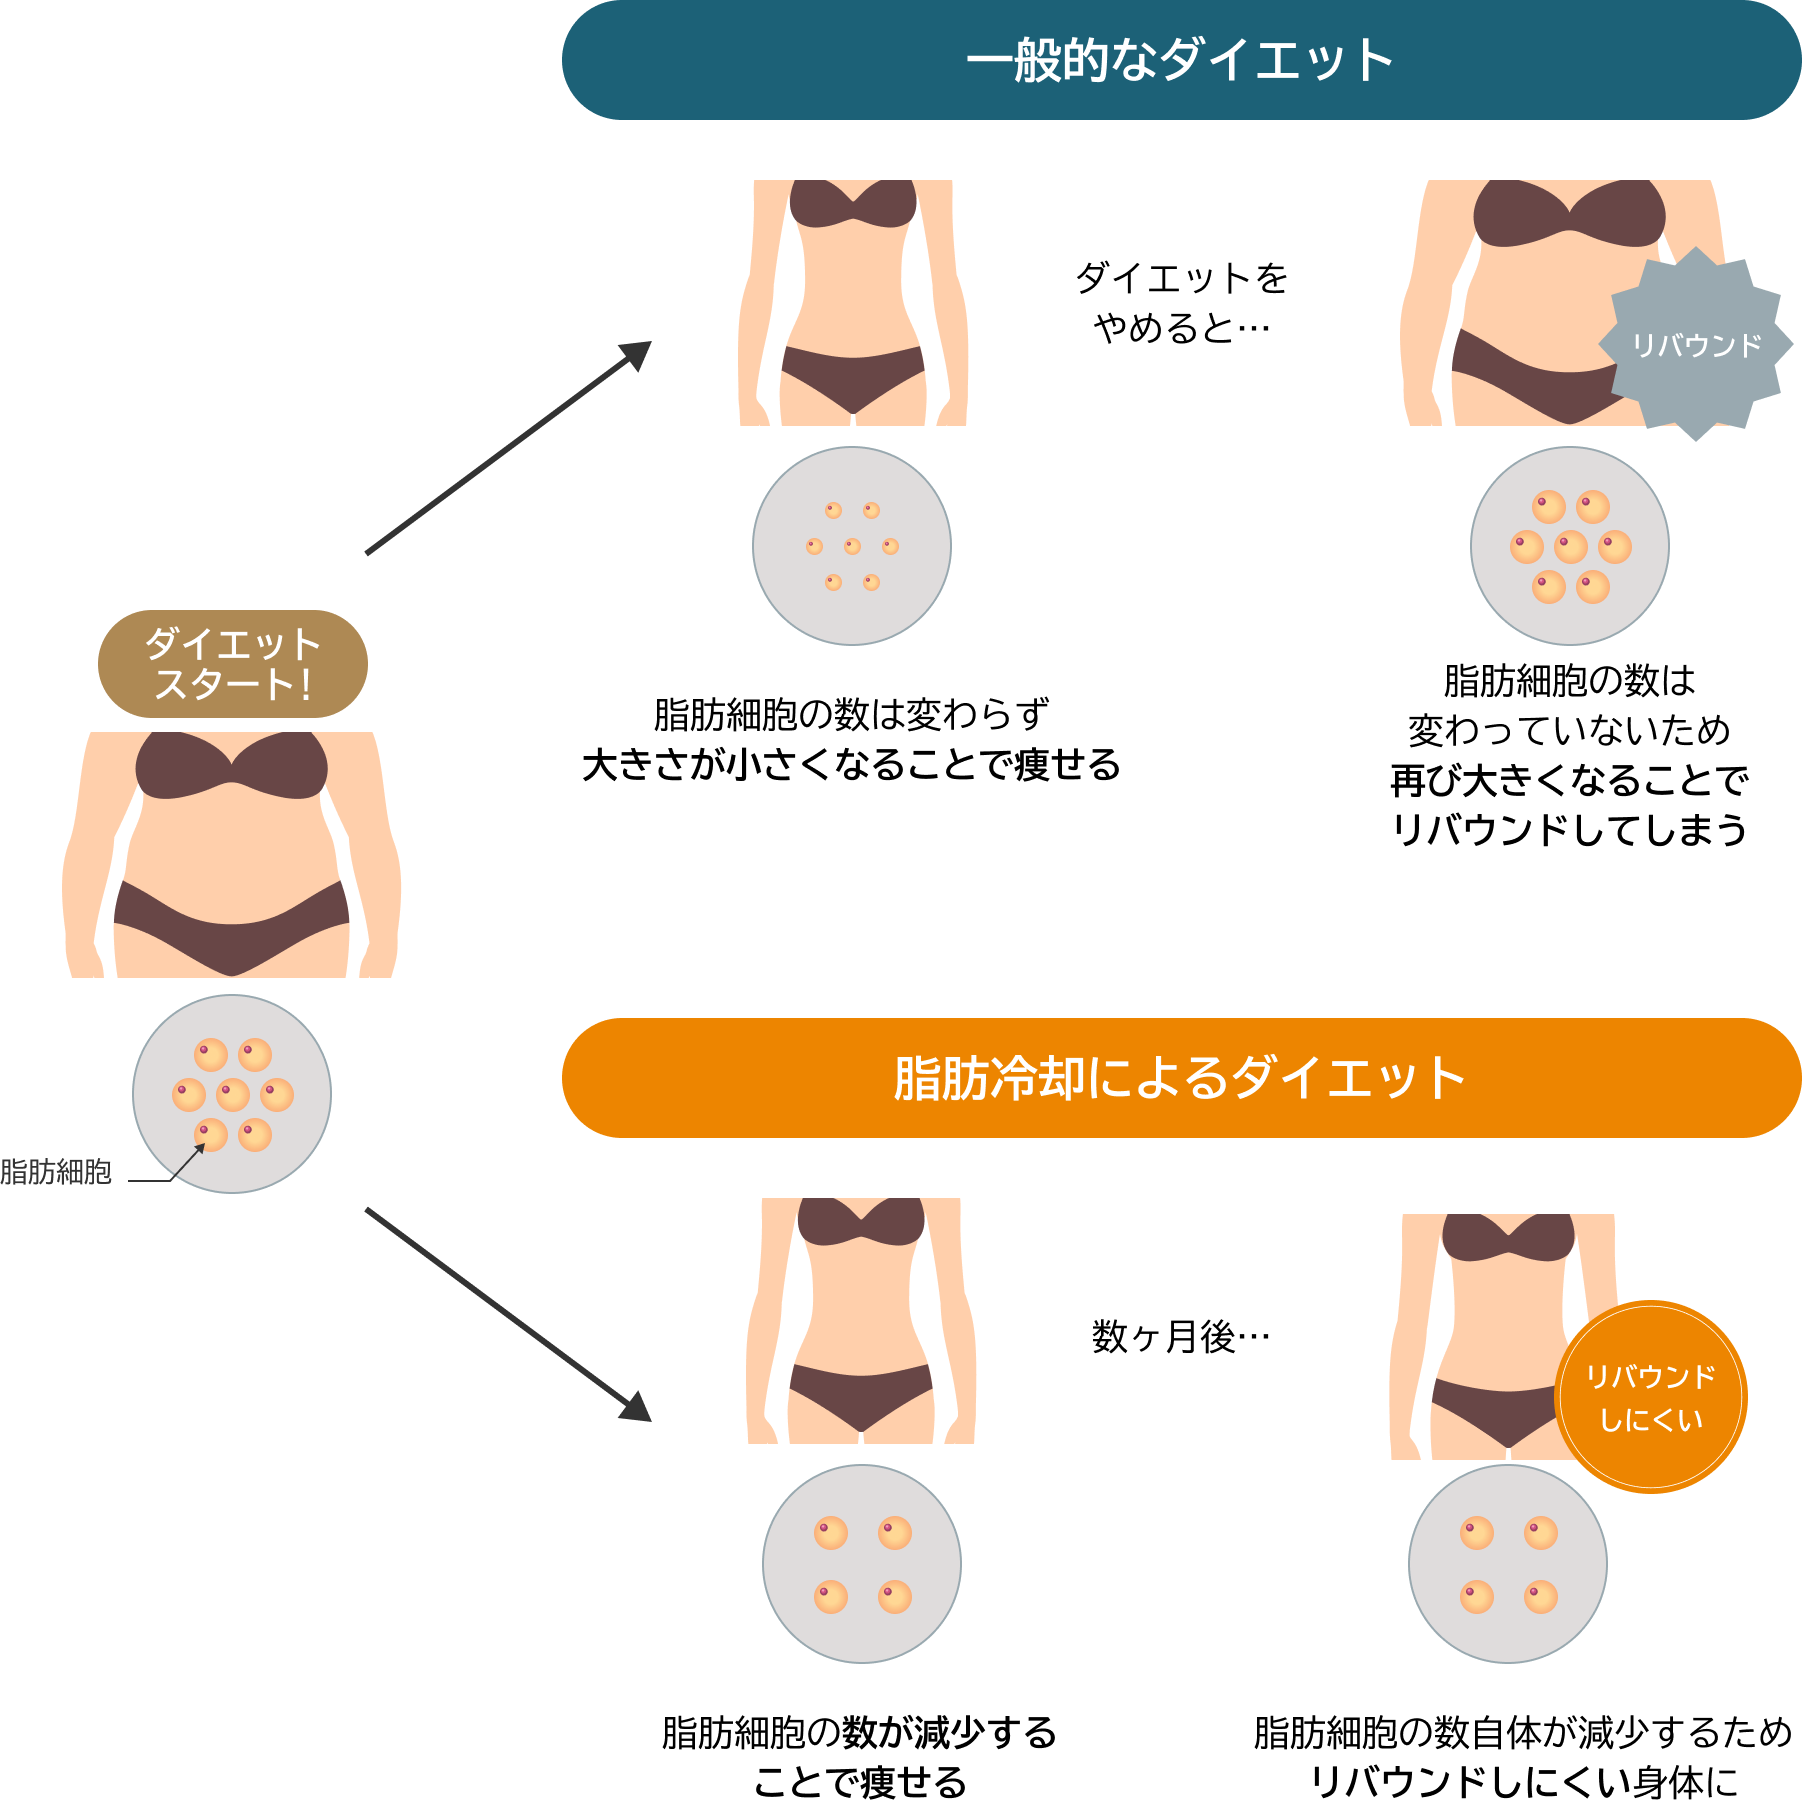 一般的なダイエット
ダイエットを
やめると…
リバウンド
ダイエット
スタート！
脂肪細胞の数は変わらず
大きさが小さくなることで痩せる
脂肪細胞の数は
変わっていないため
再び大きくなることで
リバウンドしてしまう
脂肪細胞
脂肪冷却によるダイエット
数ヶ月後…
リバウンド
しにくい
脂肪細胞の数が減少する
ことで痩せる
脂肪細胞の数自体が減少するため
リバウンドしにくい身体に